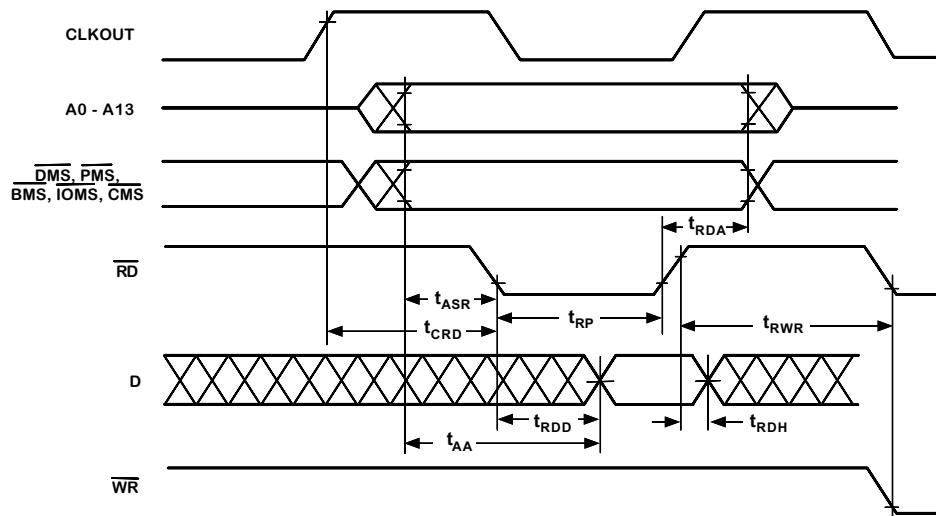 CLKOUT
A0 - A13
DMS, PMS,
BMS, IOMS, CMS
tRDA
RD
tASR
tCRD
tRP
tRWR
D
tRDD
tAA
tRDH
WR